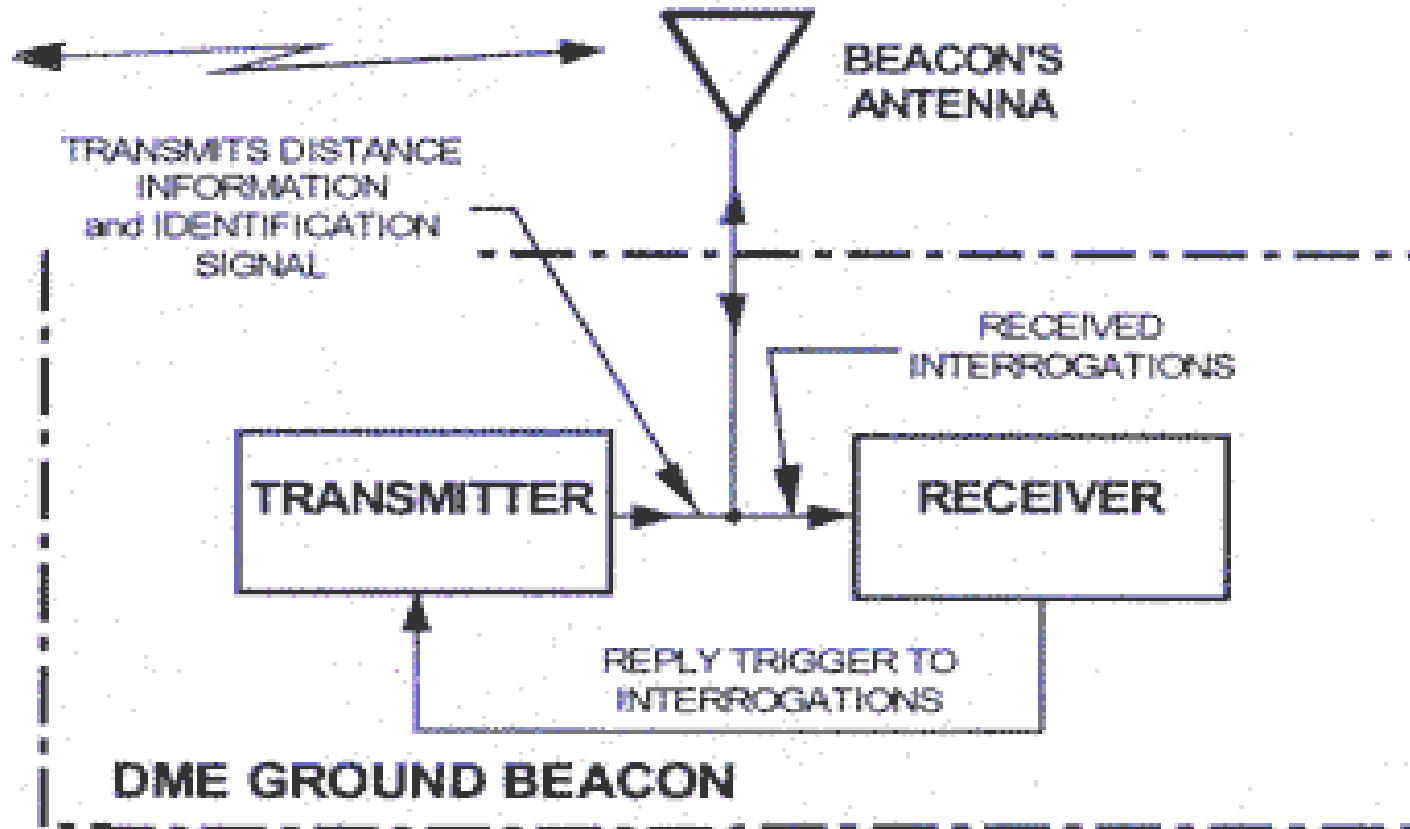 BEACON'S
ANTENNA
TRANSMITS DISTANCE
INFORMATION
and IDENTIFICATION
SIGNAL
RECEIVED
INTERROGATIONS
TRANSMITTER
RECEIVER
REPLY TRIGGER TO
INTERROGATIONS
DME GROUND BEACON